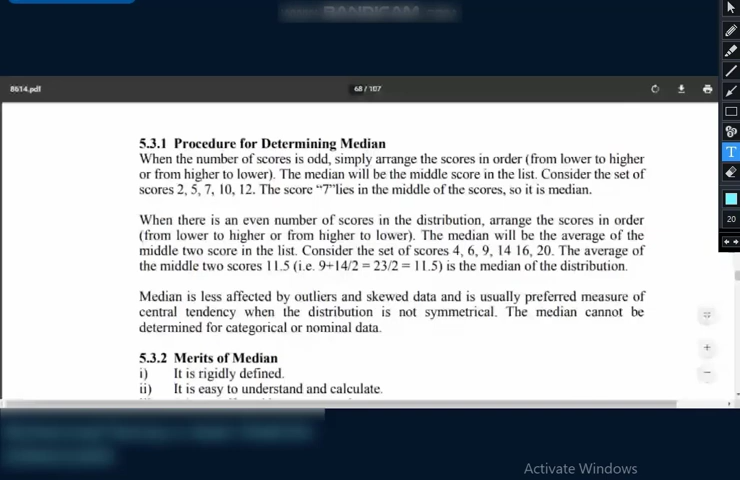 8614.pdf
68 / 107
5.3.1 Procedure for Determining Median
When the number of scores is odd, simply arrange the scores in order (from lower to higher
or from higher to lower). The median will be the middle score in the list. Consider the set of
scores 2, 5, 7, 10, 12. The score "7"lies in the middle of the scores, so it is median.
When there is an even number of scores in the distribution, arrange the scores in order
(from lower to higher or from higher to lower). The median will be the average of the
middle two score in the list. Consider the set of scores 4, 6, 9, 14 16, 20. The average of
the middle two scores 11.5 (i.e. 9+14/2 = 23/2 = 11.5) is the median of the distribution.
Median is less affected by outliers and skewed data and is usually preferred measure of
central tendency when the distribution is not symmetrical. The median cannot be
determined for categorical or nominal data.
5.3.2 Merits of Median
i) It is rigidly defined.
ii) It is easy to understand and calculate.
T
20
Activate Windows